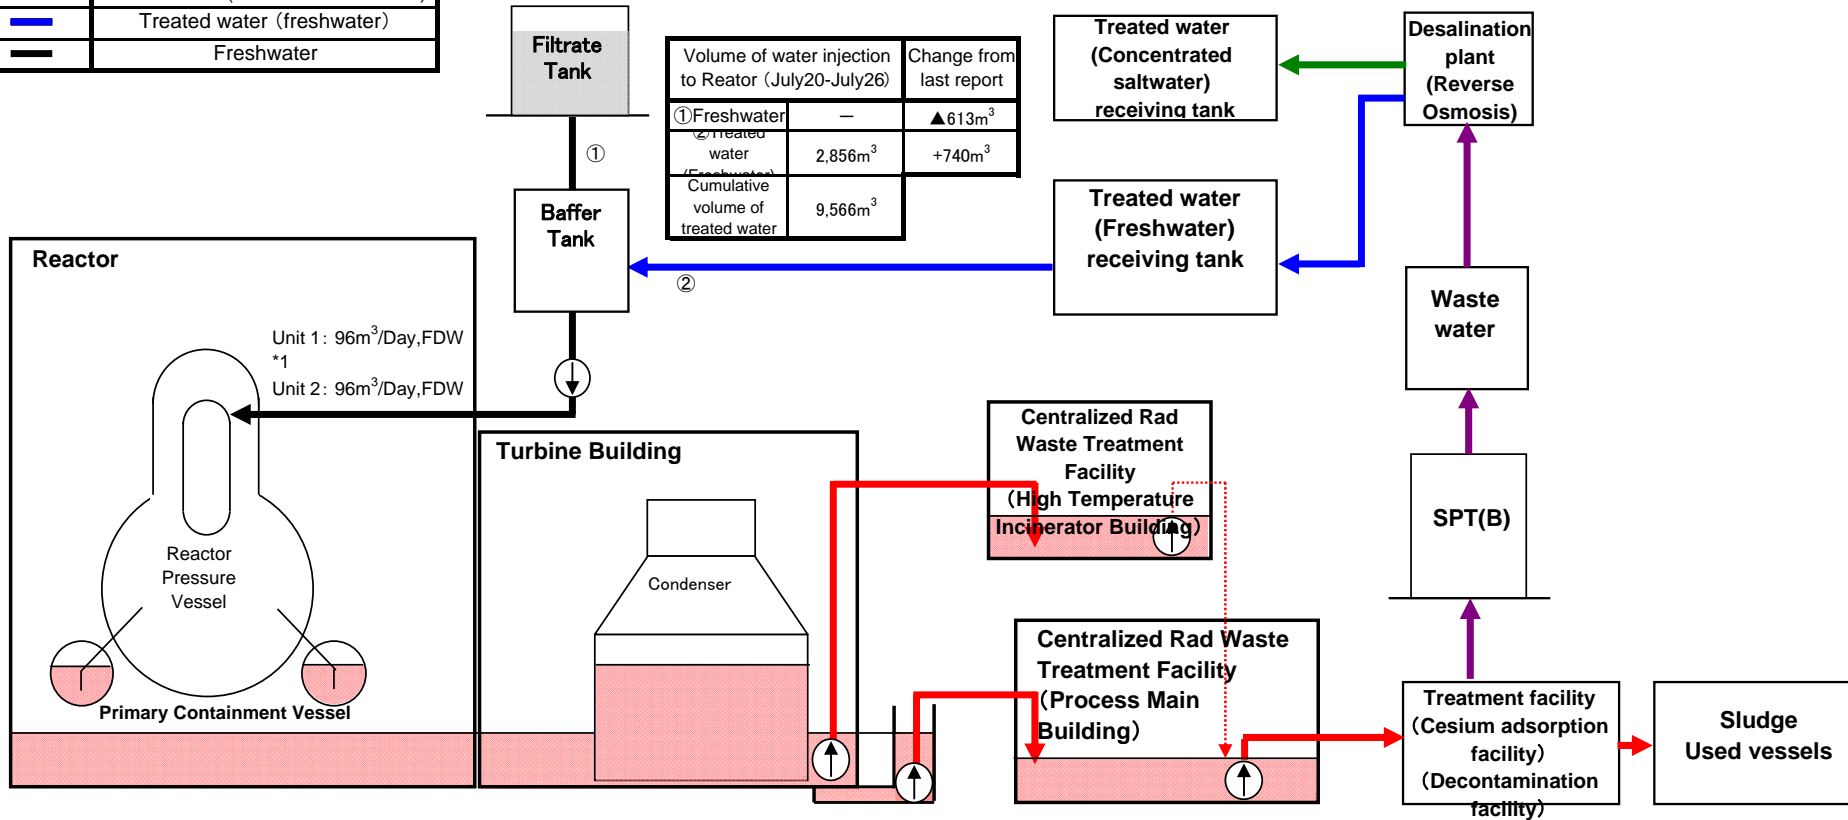 Treated water (freshwater)
Freshwater
Filtrate
Tank
Volume of water injection
to Reator (July20-July26)
Change from
last report
①Freshwater
－
▲613m³
②Treated
water
(Freshwater)
2,856m³
+740m³
Cumulative
volume of
treated water
9,566m³
Treated water
(Concentrated
saltwater)
receiving tank
Desalination
plant
(Reverse
Osmosis)
①
Baffer
Tank
②
Treated water
(Freshwater)
receiving tank
Waste
water
Reactor
Unit 1: 96m³/Day,FDW
*1
Unit 2: 96m³/Day,FDW
Turbine Building
Centralized Rad
Waste Treatment
Facility
(High Temperature
Incinerator Building)
SPT(B)
Reactor
Pressure
Vessel
Condenser
Primary Containment Vessel
Centralized Rad Waste
Treatment Facility
(Process Main
Building)
Treatment facility
(Cesium adsorption
facility)
(Decontamination
facility)
Sludge
Used vessels